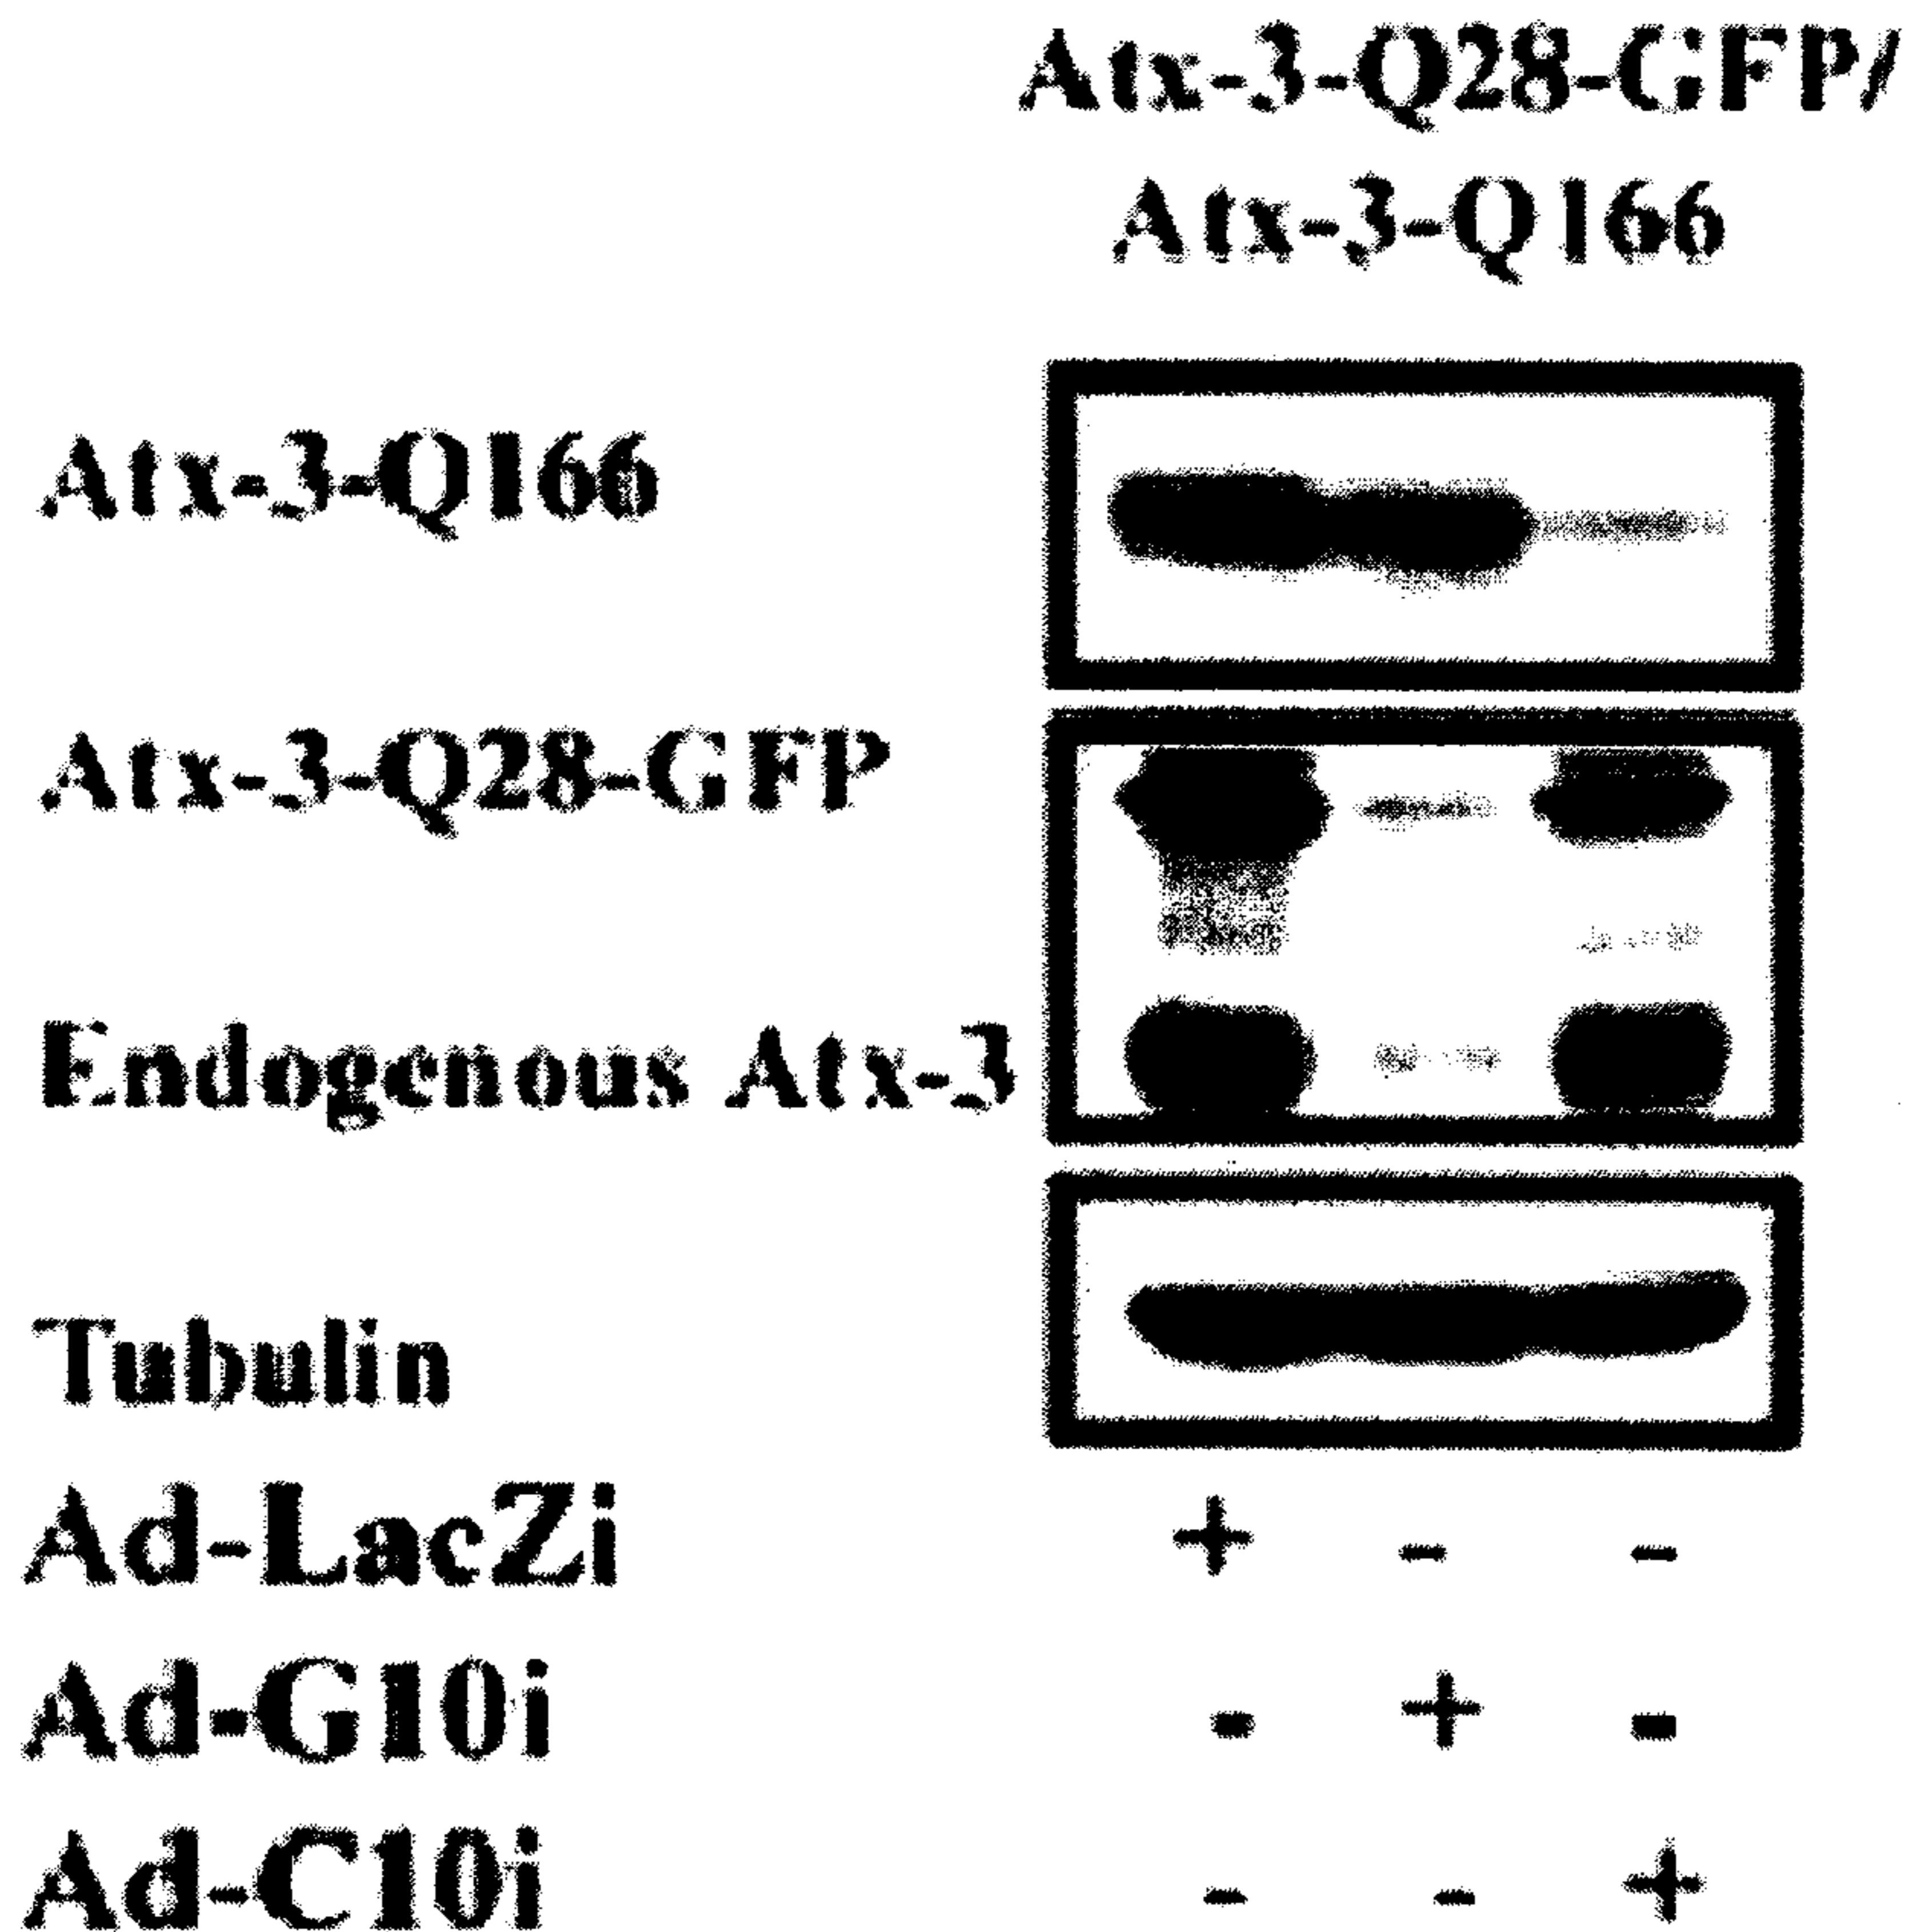 Atx-3-Q28-GFP/
Atx-3-Q166
Atx-3-Q166
Atx-3-Q28-GFP
Endogenous Atx-3
Tubulin
Ad-LacZi + - -
Ad-G10i - + -
Ad-C10i - - +